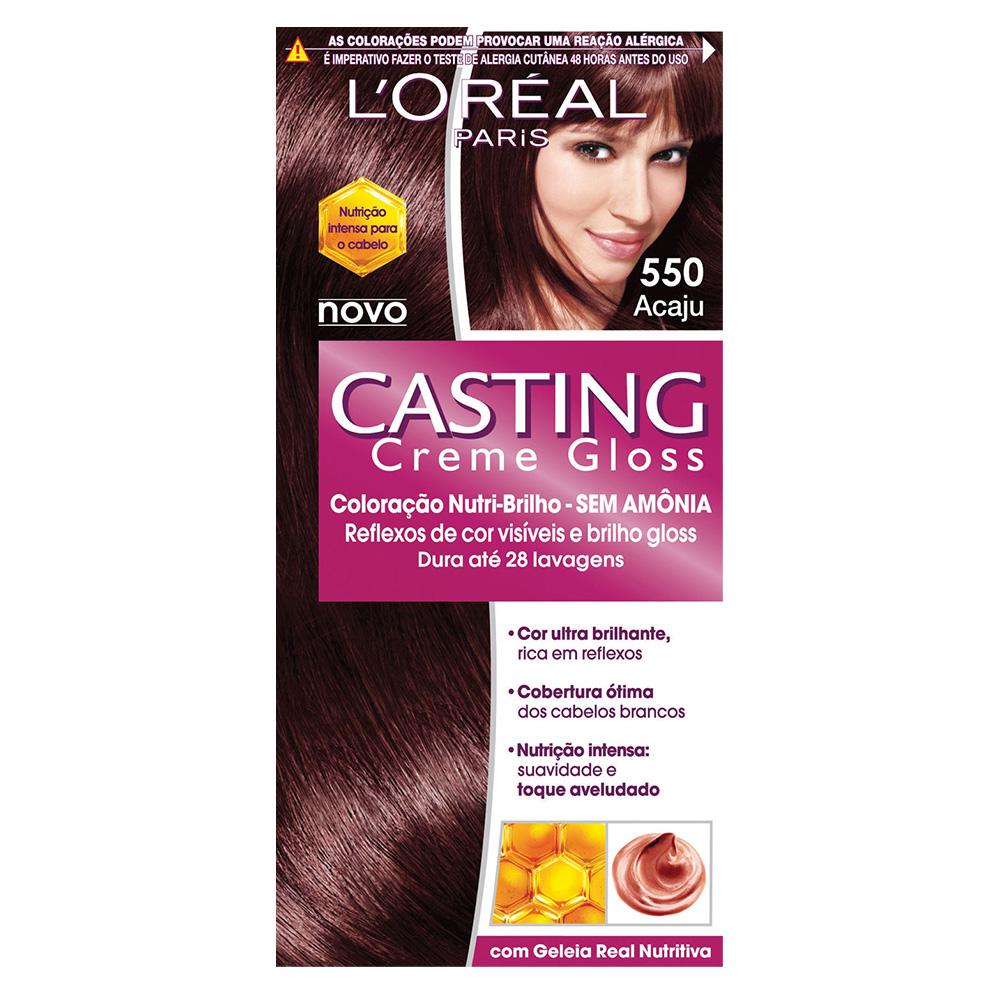 AS COLORAÇÕES PODEM PROVOCAR UMA REAÇÃO ALÉRGICA
É IMPERATIVO FAZER O TESTE DE ALERGIA CUTÂNEA 48 HORAS ANTES DO USO
L'ORÉAL
PARiS
Nutrição
intensa para
o cabelo
novo
550
Acaju
CASTING
Creme Gloss
Coloração Nutri-Brilho - SEM AMÔNIA
Reflexos de cor visíveis e brilho gloss
Dura até 28 lavagens
• Cor ultra brilhante,
rica em reflexos
• Cobertura ótima
dos cabelos brancos
• Nutrição intensa:
suavidade e
toque aveludado
com Geleia Real Nutritiva